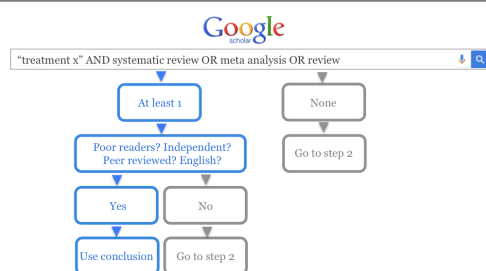 Google
scholar
"treatment x" AND systematic review OR meta analysis OR review
At least 1
None
Poor readers? Independent?
Peer reviewed? English?
Go to step 2
Yes
No
Use conclusion
Go to step 2